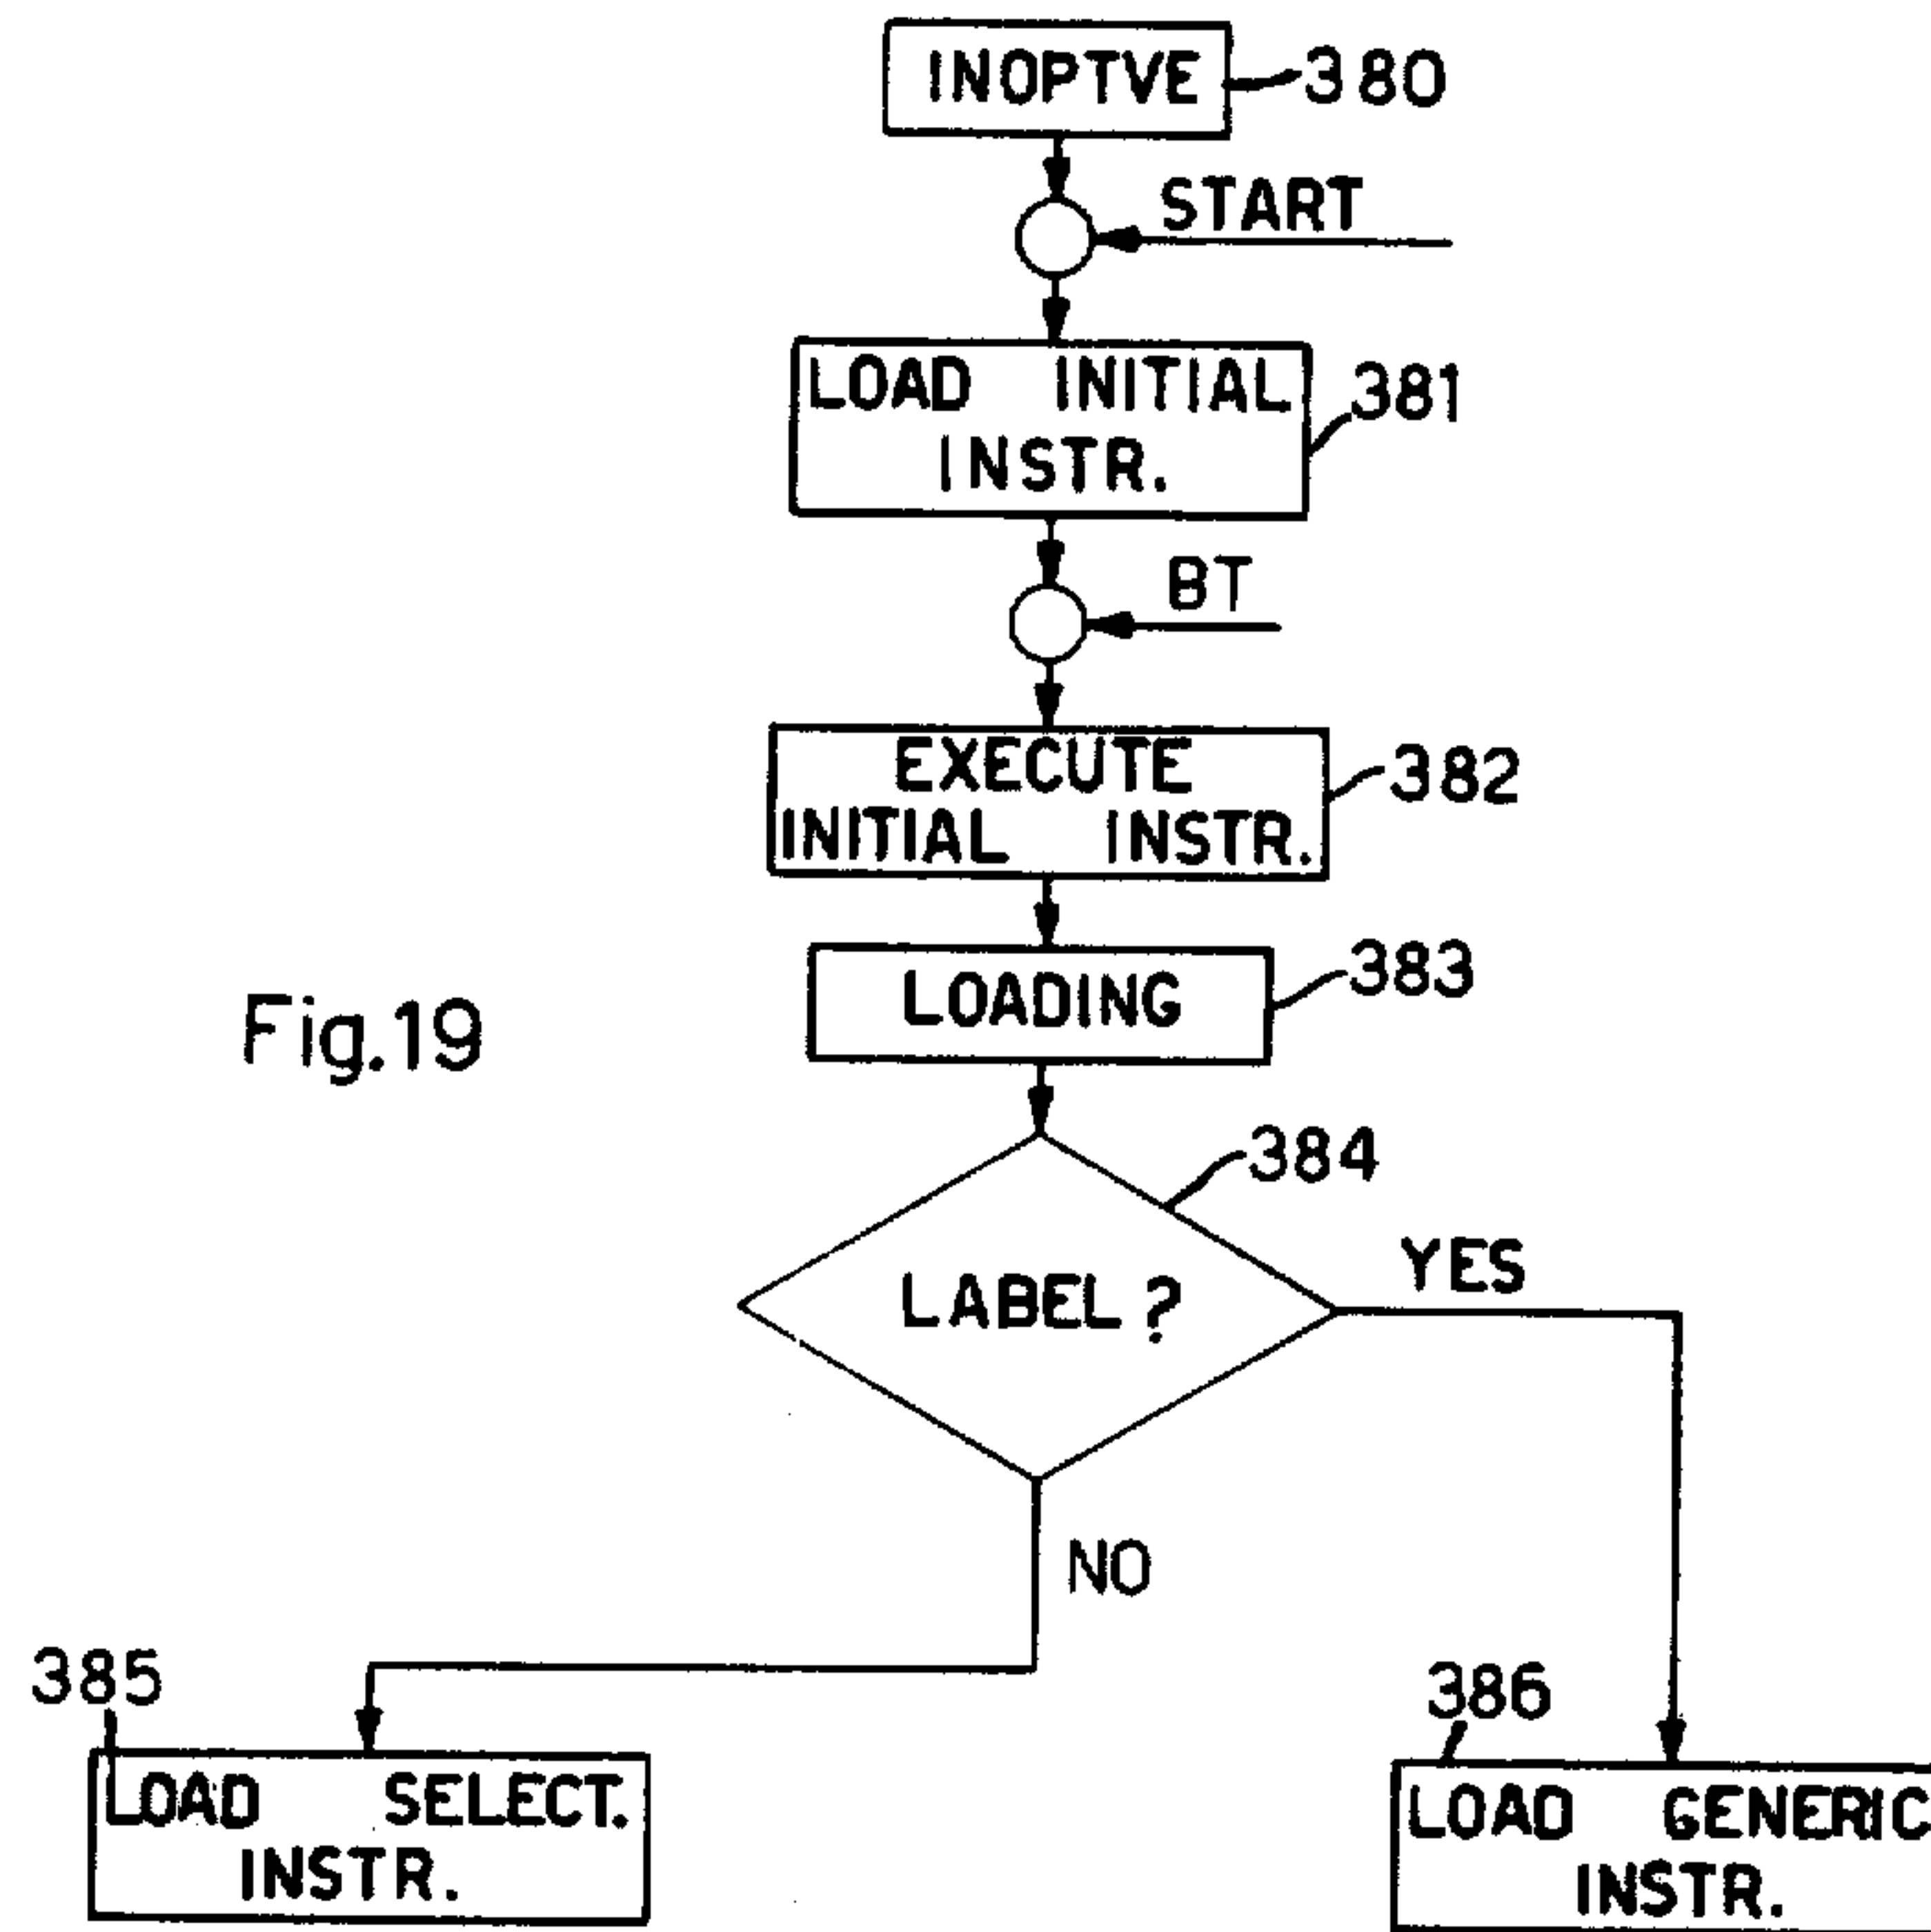 INOPTVE
380
START
LOAD INITIAL
INSTR.
381
BT
EXECUTE
INITIAL INSTR.
382
LOADING
383
Fig.19
384
LABEL ?
YES
NO
385
LOAD SELECT.
INSTR.
386
LOAD GENERIC
INSTR.